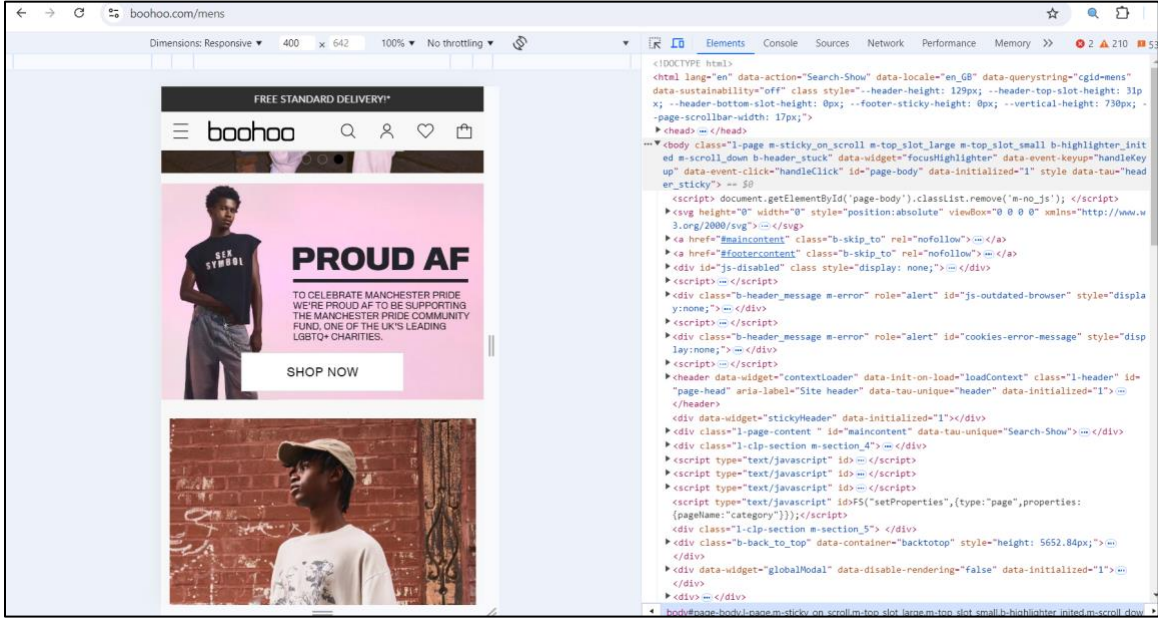 boohoo.com/mens
Dimensions: Responsive ▼ 400 x 642 100% ▼ No throttling ▼
Elements Console Sources Network Performance Memory 2 210 53
FREE STANDARD DELIVERY!*
boohoo
SEX
SYMBOL
PROUD AF
TO CELEBRATE MANCHESTER PRIDE
WE'RE PROUD AF TO BE SUPPORTING
THE MANCHESTER PRIDE COMMUNITY
FUND, ONE OF THE UK'S LEADING
LGBTQ+ CHARITIES.
SHOP NOW
<!DOCTYPE html>
<html lang="en" data-action="Search-Show" data-locale="en_GB" data-querystring="cgid=mens"
data-sustainability="off" class style="--header-height: 129px; --header-top-slot-height: 31p
x; --header-bottom-slot-height: 0px; --footer-sticky-height: 0px; --vertical-height: 730px; -
-page-scrollbar-width: 17px;">
<head> … </head>
<body class="l-page m-sticky_on_scroll m-top_slot_large m-top_slot_small b-highlighter_init
ed m-scroll_down b-header_stuck" data-widget="focusHighlighter" data-event-keyup="handleKey
up" data-event-click="handleClick" id="page-body" data-initialized="1" style data-tau="head
er_sticky"> == $0
<script> document.getElementById('page-body').classList.remove('m-no_js'); </script>
<svg height="0" width="0" style="position:absolute" viewBox="0 0 0 0" xmlns="http://www.w
3.org/2000/svg"> … </svg>
<a href="#maincontent" class="b-skip_to" rel="nofollow"> … </a>
<a href="#footercontent" class="b-skip_to" rel="nofollow"> … </a>
<div id="js-disabled" class style="display: none;"> … </div>
<script> … </script>
<div class="b-header_message m-error" role="alert" id="js-outdated-browser" style="displa
y:none;"> … </div>
<script> … </script>
<div class="b-header_message m-error" role="alert" id="cookies-error-message" style="disp
lay:none;"> … </div>
<script> … </script>
<header data-widget="contextLoader" data-init-on-load="loadContext" class="l-header" id=
"page-head" aria-label="Site header" data-tau-unique="header" data-initialized="1"> …
</header>
<div data-widget="stickyHeader" data-initialized="1"></div>
<div class="l-page-content " id="maincontent" data-tau-unique="Search-Show"> … </div>
<div class="l-clp-section m-section_4"> … </div>
<script type="text/javascript" id> … </script>
<script type="text/javascript" id> … </script>
<script type="text/javascript" id> … </script>
<script type="text/javascript" id>FS("setProperties",{type:"page",properties:
{pageName:"category"}});</script>
<div class="l-clp-section m-section_5"> </div>
<div class="b-back_to_top" data-container="backtotop" style="height: 5652.84px;"> …
</div>
<div data-widget="globalModal" data-disable-rendering="false" data-initialized="1"> …
</div>
<div> … </div>
body#page-body.l-page.m-sticky_on_scroll.m-top_slot_large.m-top_slot_small.b-highlighter_inited.m-scroll_dow